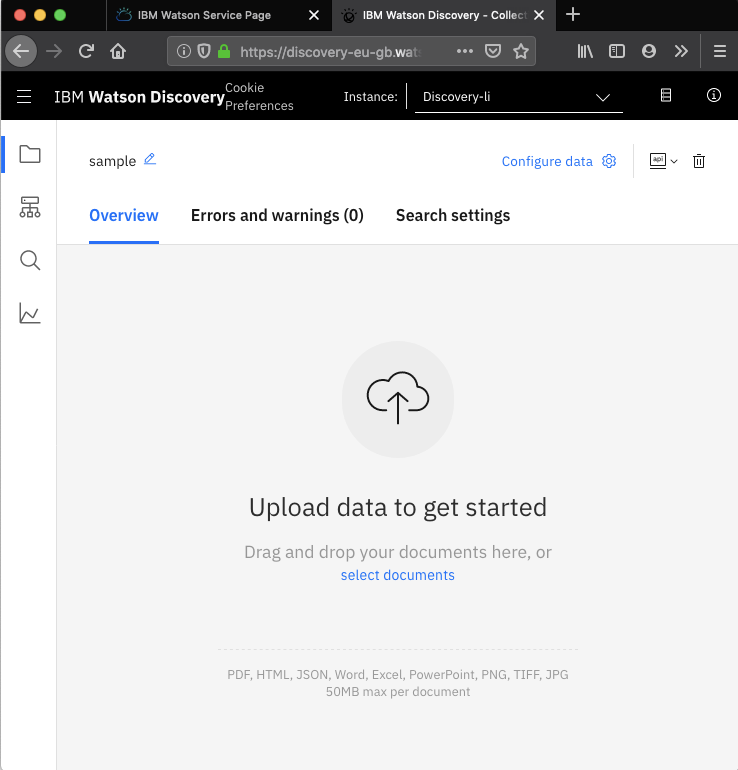 IBM Watson Service Page
IBM Watson Discovery - Collect
https://discovery-eu-gb.wats
IBM Watson Discovery
Cookie
Preferences
Instance:
Discovery-li
sample
Configure data
api
Overview
Errors and warnings (0)
Search settings
Upload data to get started
Drag and drop your documents here, or
select documents
PDF, HTML, JSON, Word, Excel, PowerPoint, PNG, TIFF, JPG
50MB max per document